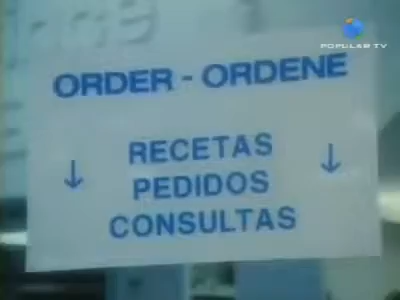 POPULAR TV
ORDER - ORDENE
↓ RECETAS ↓
PEDIDOS
CONSULTAS